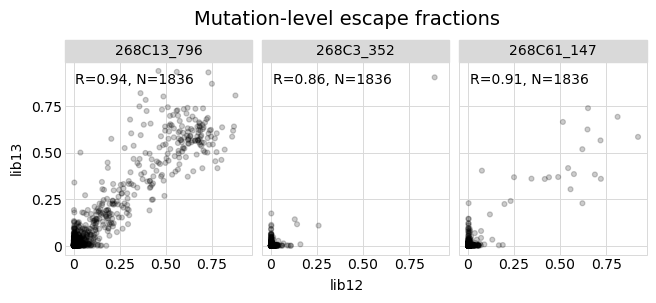 Mutation-level escape fractions
268C13_796 268C3_352 268C61_147
R=0.94, N=1836 R=0.86, N=1836 R=0.91, N=1836
0.75
0.50
0.25
0
lib13
0 0.25 0.50 0.75 0 0.25 0.50 0.75 0 0.25 0.50 0.75
lib12